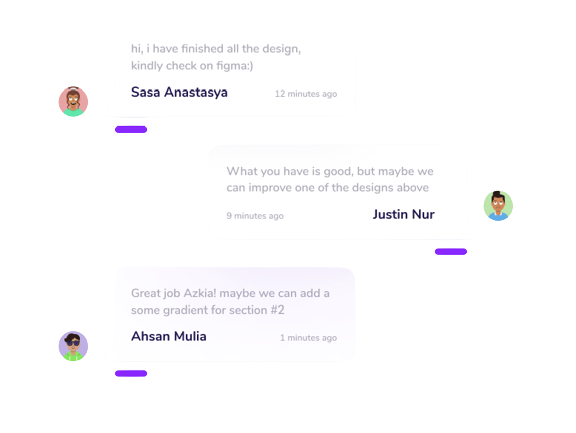 hi, i have finished all the design,
kindly check on figma:)
Sasa Anastasya 12 minutes ago
What you have is good, but maybe we
can improve one of the designs above
9 minutes ago Justin Nur
Great job Azkia! maybe we can add a
some gradient for section #2
Ahsan Mulia 1 minutes ago